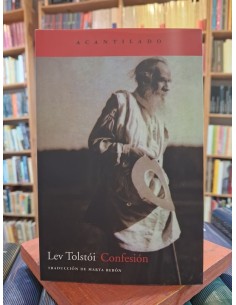 ACANTILADO
Lev Tolstói Confesión
TRADUCCIÓN DE MARTA REBÓN